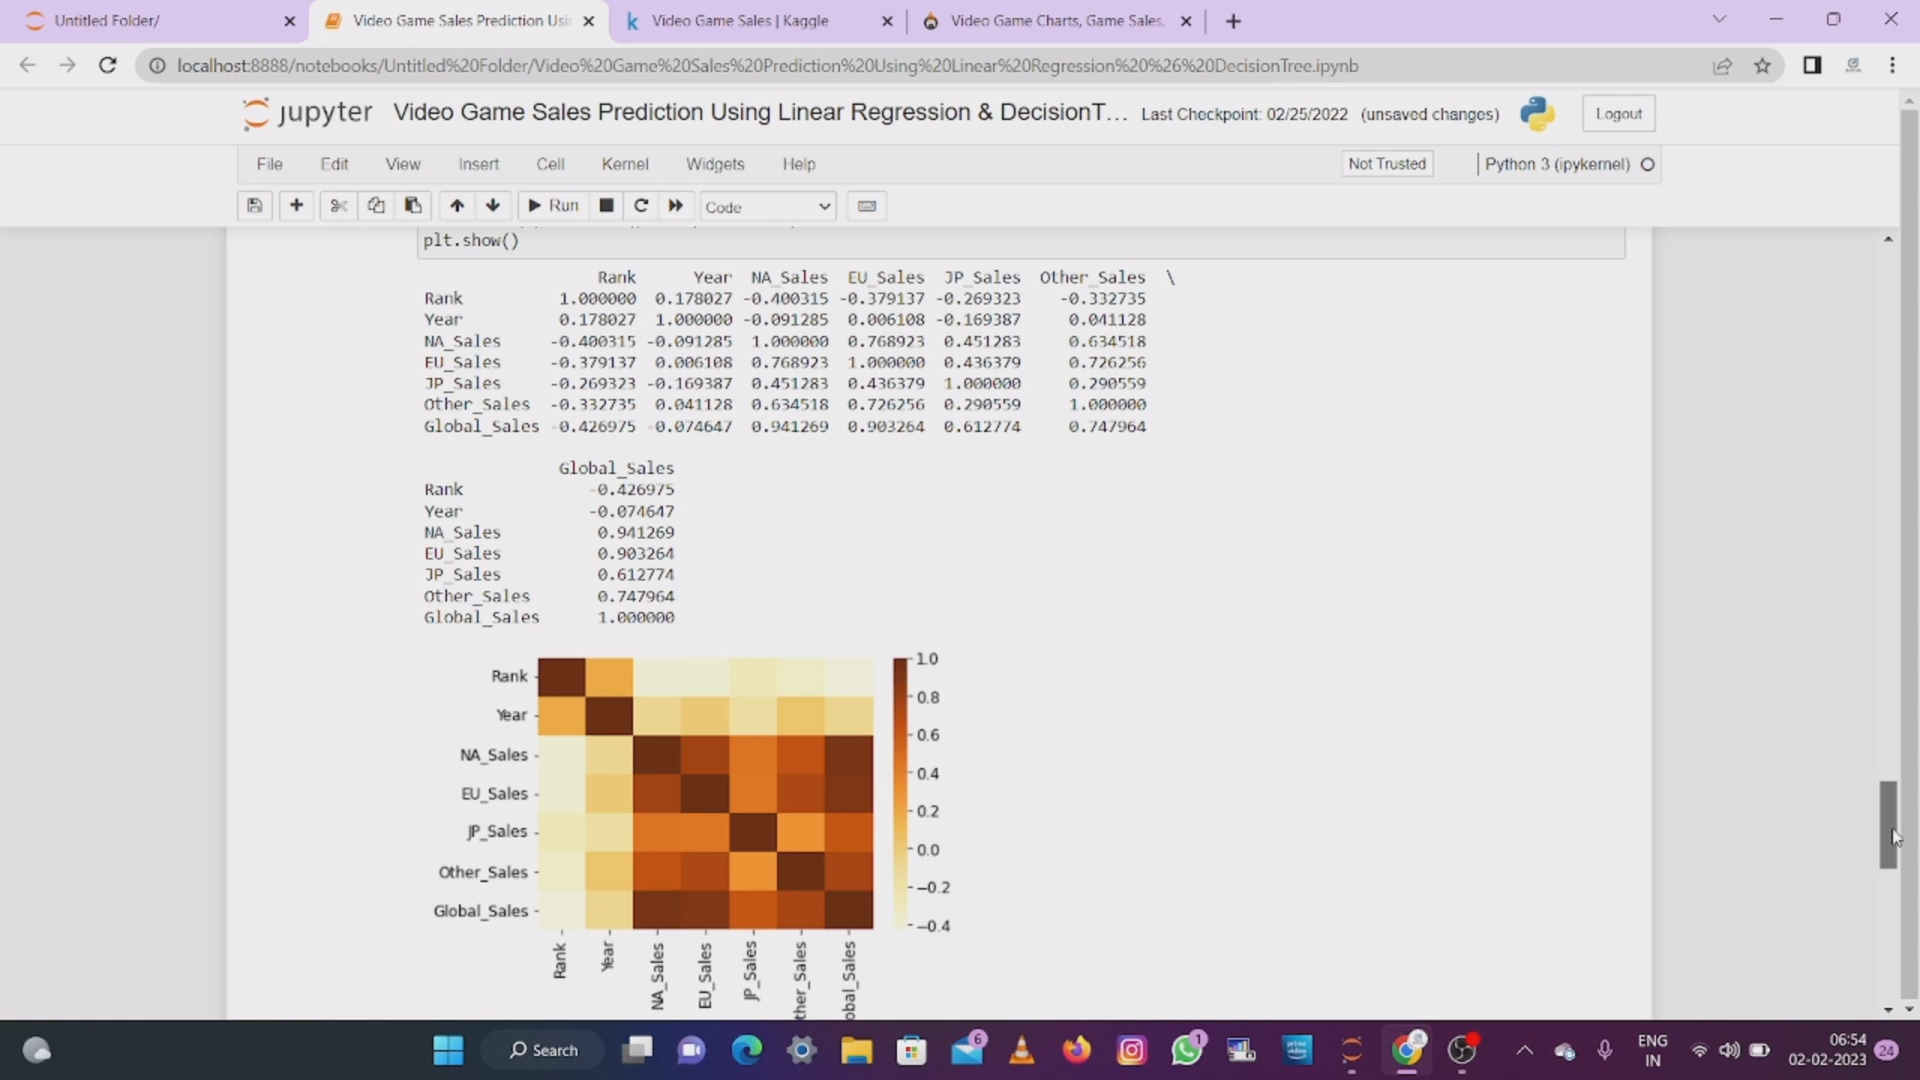 Untitled Folder/
Video Game Sales Prediction Usi
Video Game Sales | Kaggle
Video Game Charts, Game Sales,
localhost:8888/notebooks/Untitled%20Folder/Video%20Game%20Sales%20Prediction%20Using%20Linear%20Regression%20%26%20DecisionTree.ipynb
jupyter Video Game Sales Prediction Using Linear Regression & DecisionT... Last Checkpoint: 02/25/2022 (unsaved changges)
Logout
File Edit View Insert Cell Kernel Widgets Help
Not Trusted
Python 3 (ipykernel)
Run
Code
plt.show()
Rank Year NA_Sales EU_Sales JP_Sales Other_Sales \
Rank 1.000000 0.178027 -0.400315 -0.379137 -0.269323 -0.332735
Year 0.178027 1.000000 -0.091285 0.006108 -0.169387 0.041128
NA_Sales -0.400315 -0.091285 1.000000 0.768923 0.451283 0.634518
EU_Sales -0.379137 0.006108 0.768923 1.000000 0.436379 0.726256
JP_Sales -0.269323 -0.169387 0.451283 0.436379 1.000000 0.290559
Other_Sales -0.332735 0.041128 0.634518 0.726256 0.290559 1.000000
Global_Sales -0.426975 -0.074647 0.941269 0.903264 0.612774 0.747964
Global_Sales
Rank -0.426975
Year -0.074647
NA_Sales 0.941269
EU_Sales 0.903264
JP_Sales 0.612774
Other_Sales 0.747964
Global_Sales 1.000000
Rank
Year
NA_Sales
EU_Sales
JP_Sales
Other_Sales
Global_Sales
1.0
0.8
0.6
0.4
0.2
0.0
-0.2
-0.4
Rank
Year
NA_Sales
EU_Sales
JP_Sales
ther_Sales
obal_Sales
Search
6
1
prime video
ENG
IN
06:54
02-02-2023
24